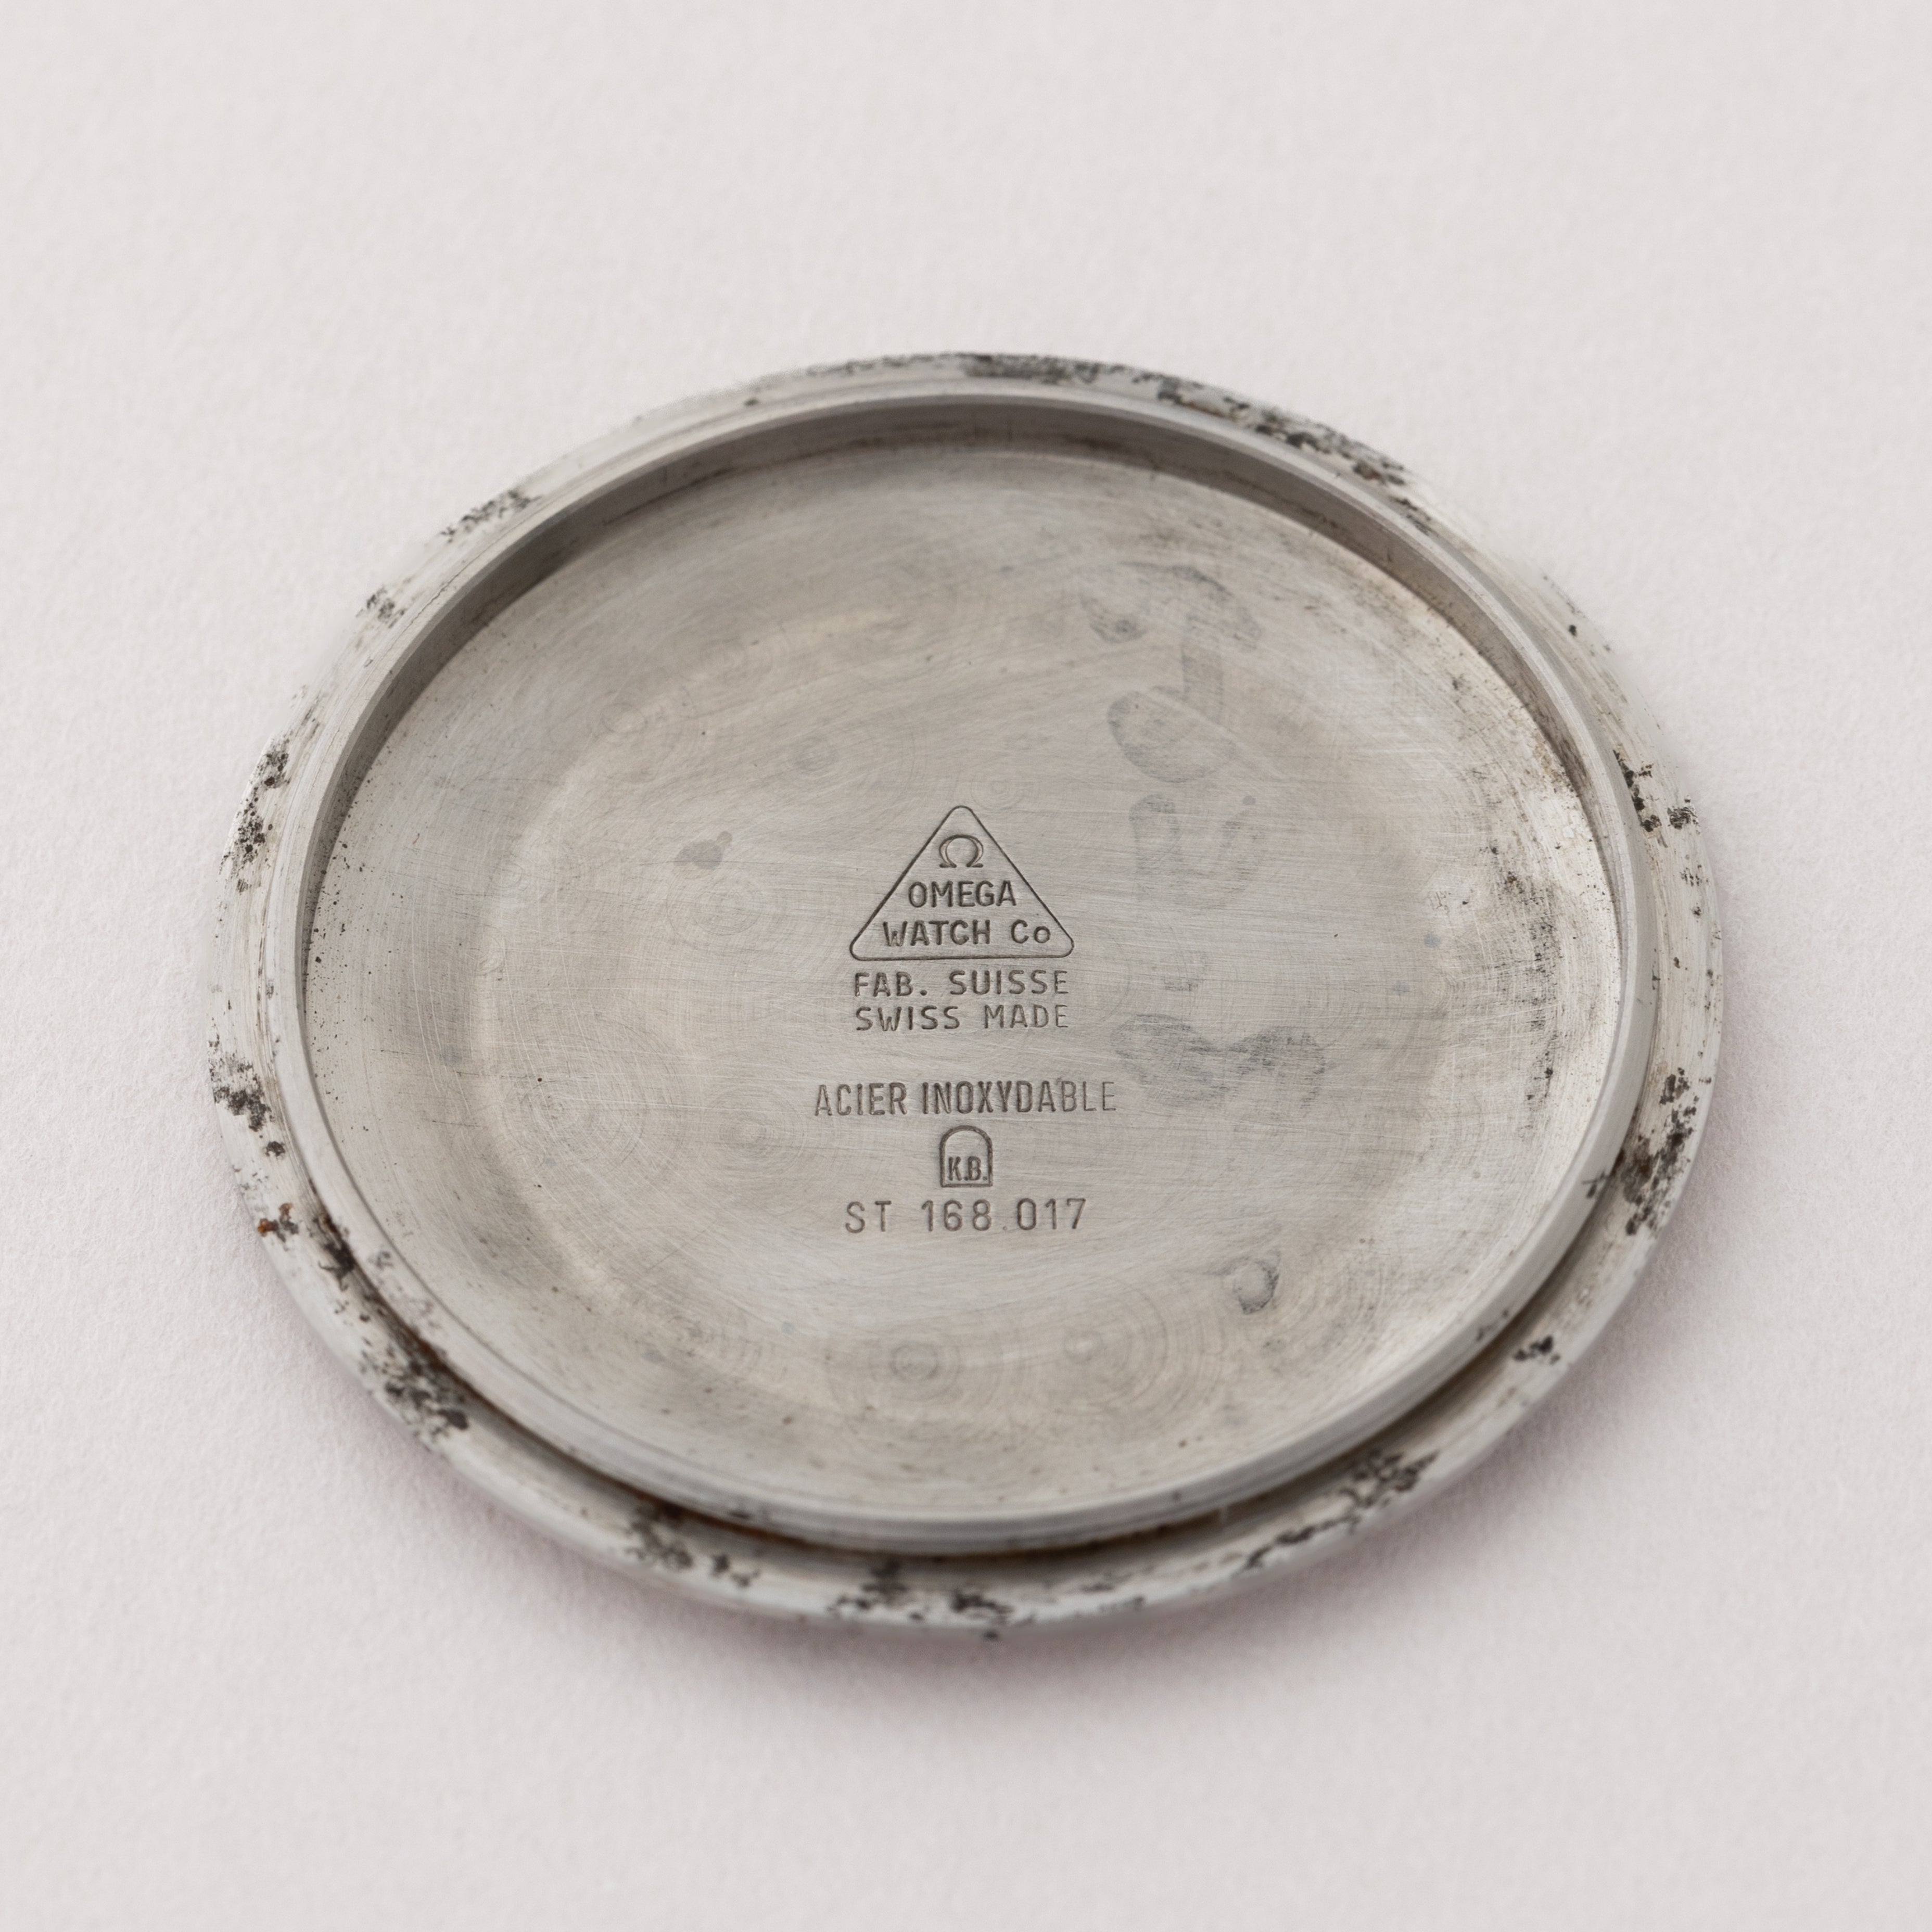 Ω
OMEGA
WATCH Co
FAB. SUISSE
SWISS MADE
ACIER INOXYDABLE
K.B.
ST 168.017